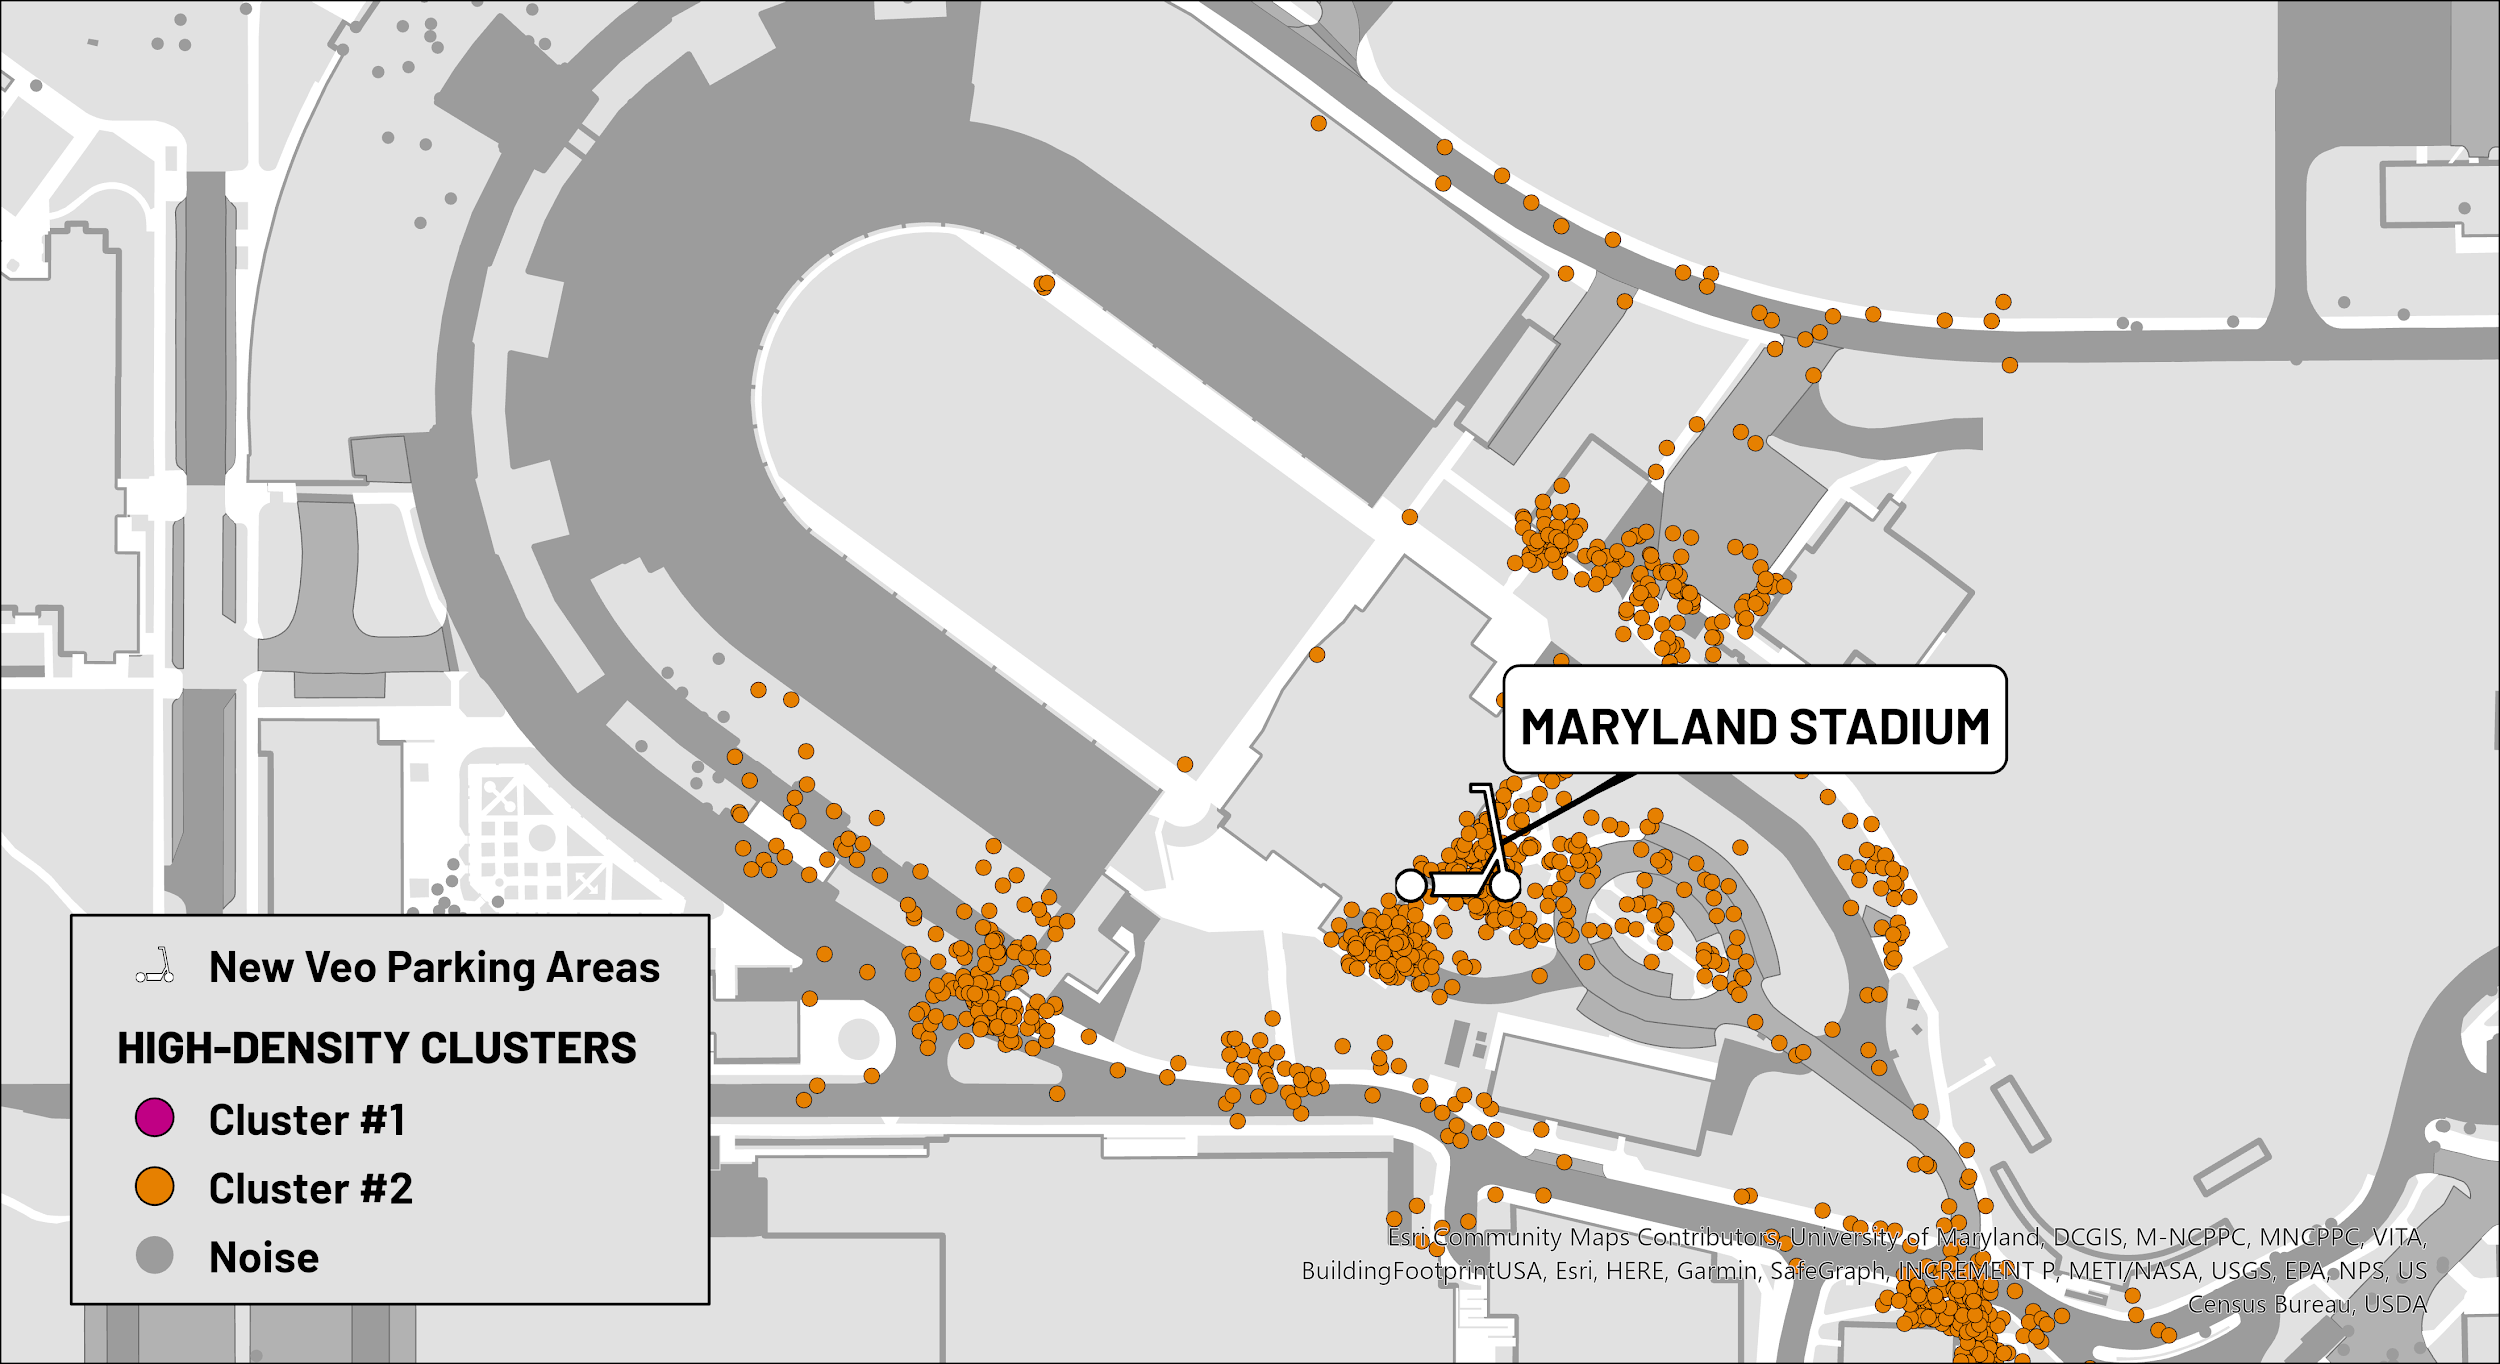 MARYLAND STADIUM
New Veo Parking Areas
HIGH-DENSITY CLUSTERS
Cluster #1
Cluster #2
Noise
Esri Community Maps Contributors, University of Maryland, DCGIS, M-NCPPC, MNCPPC, VITA,
BuildingFootprintUSA, Esri, HERE, Garmin, SafeGraph, INCREMENT P, METI/NASA, USGS, EPA, NPS, US
Census Bureau, USDA